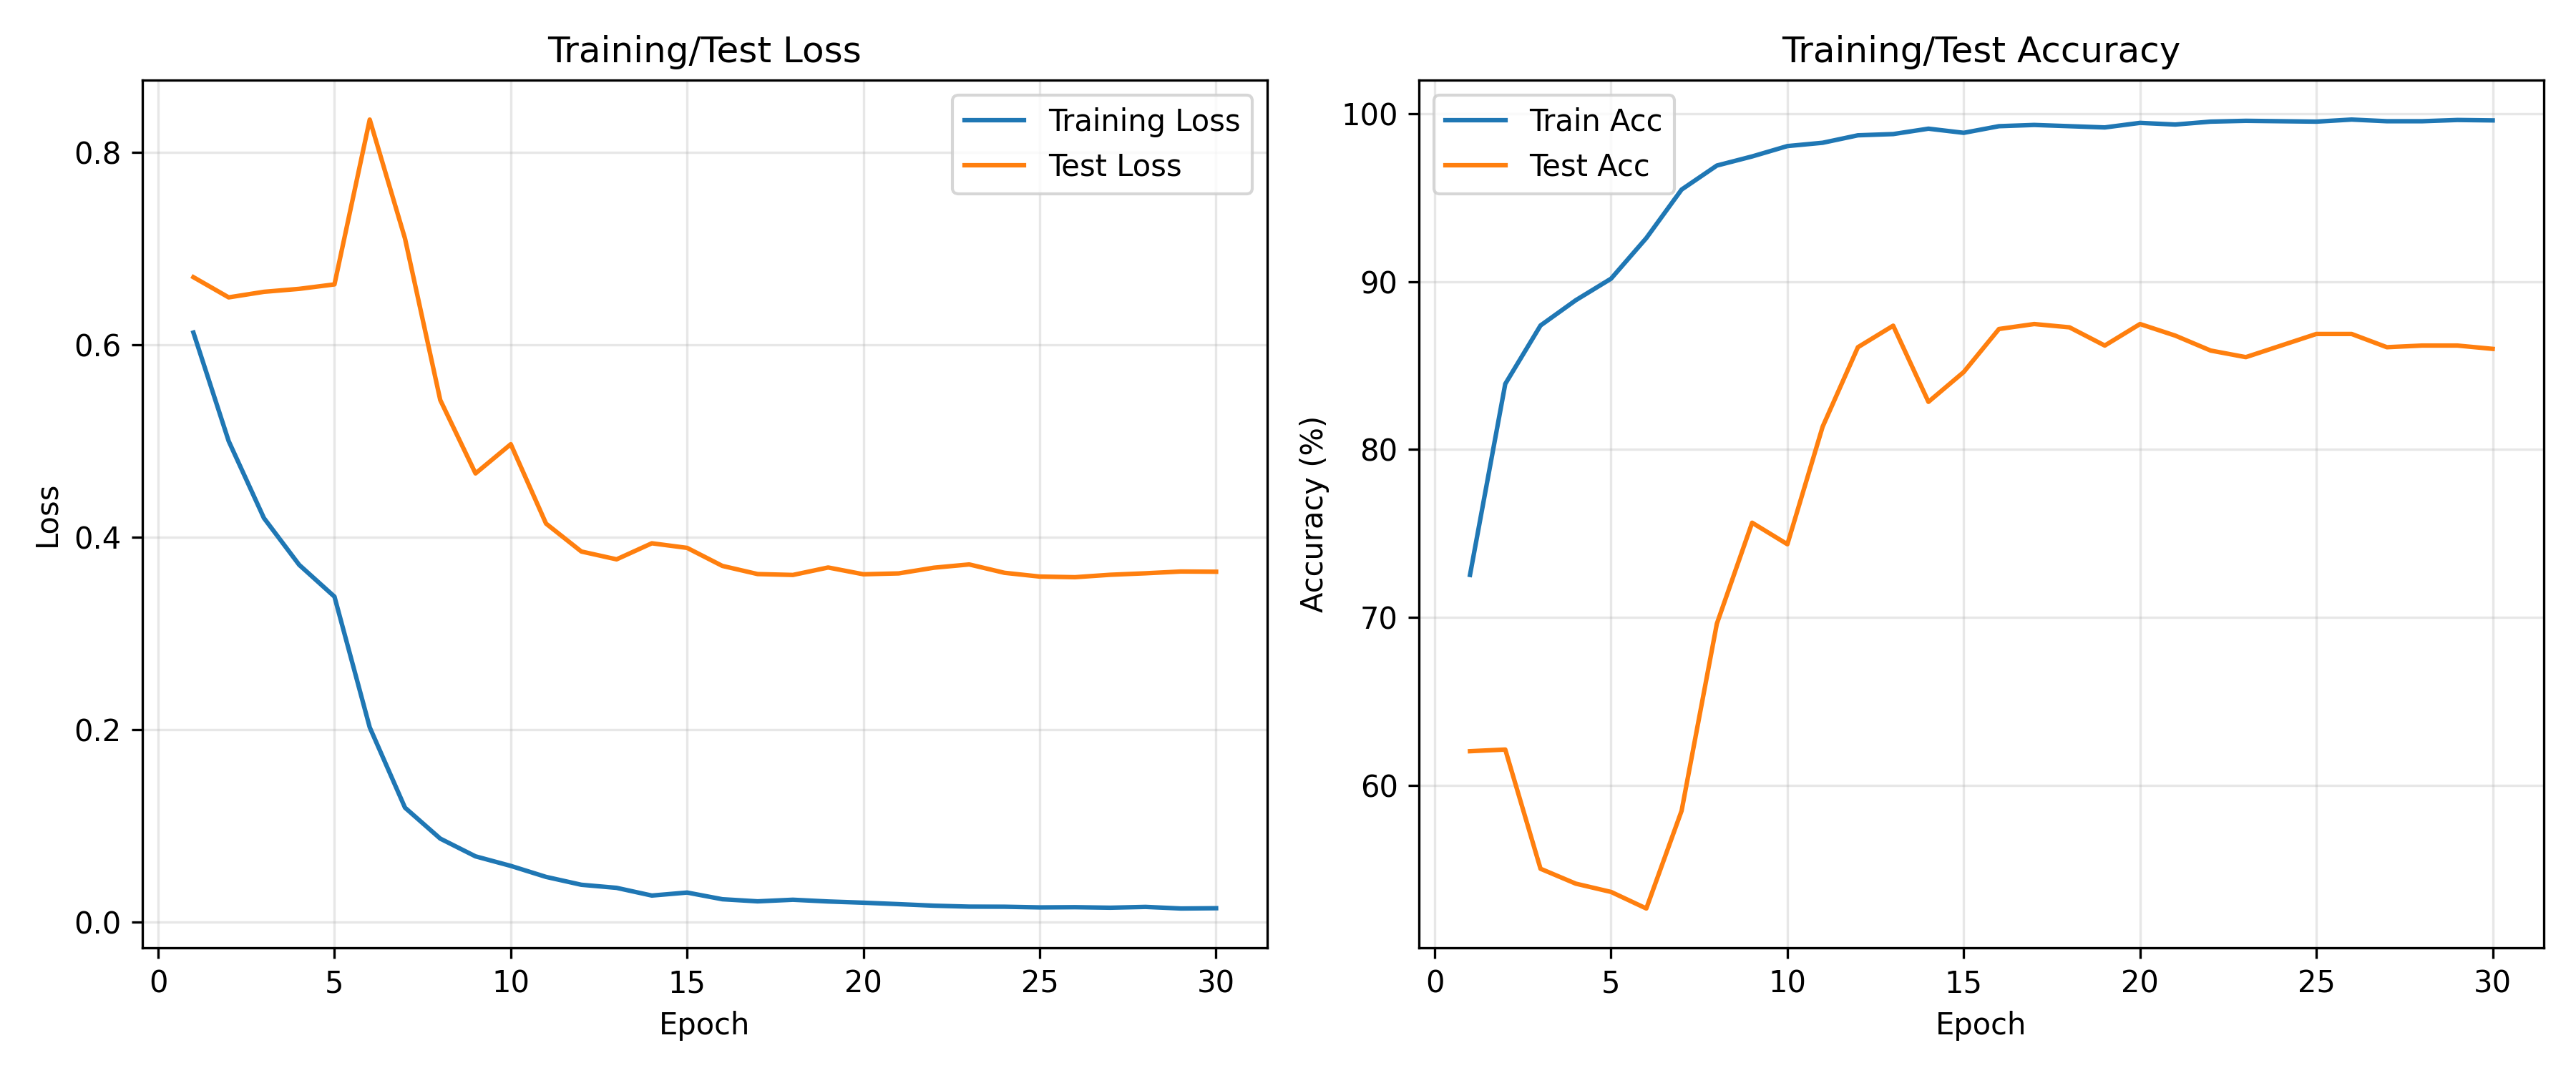 Training/Test Loss
Training Loss
Test Loss
0.8
0.6
0.4
0.2
0.0
Loss
0 5 10 15 20 25 30
Epoch
Training/Test Accuracy
Train Acc
Test Acc
100
90
80
70
60
Accuracy (%)
0 5 10 15 20 25 30
Epoch